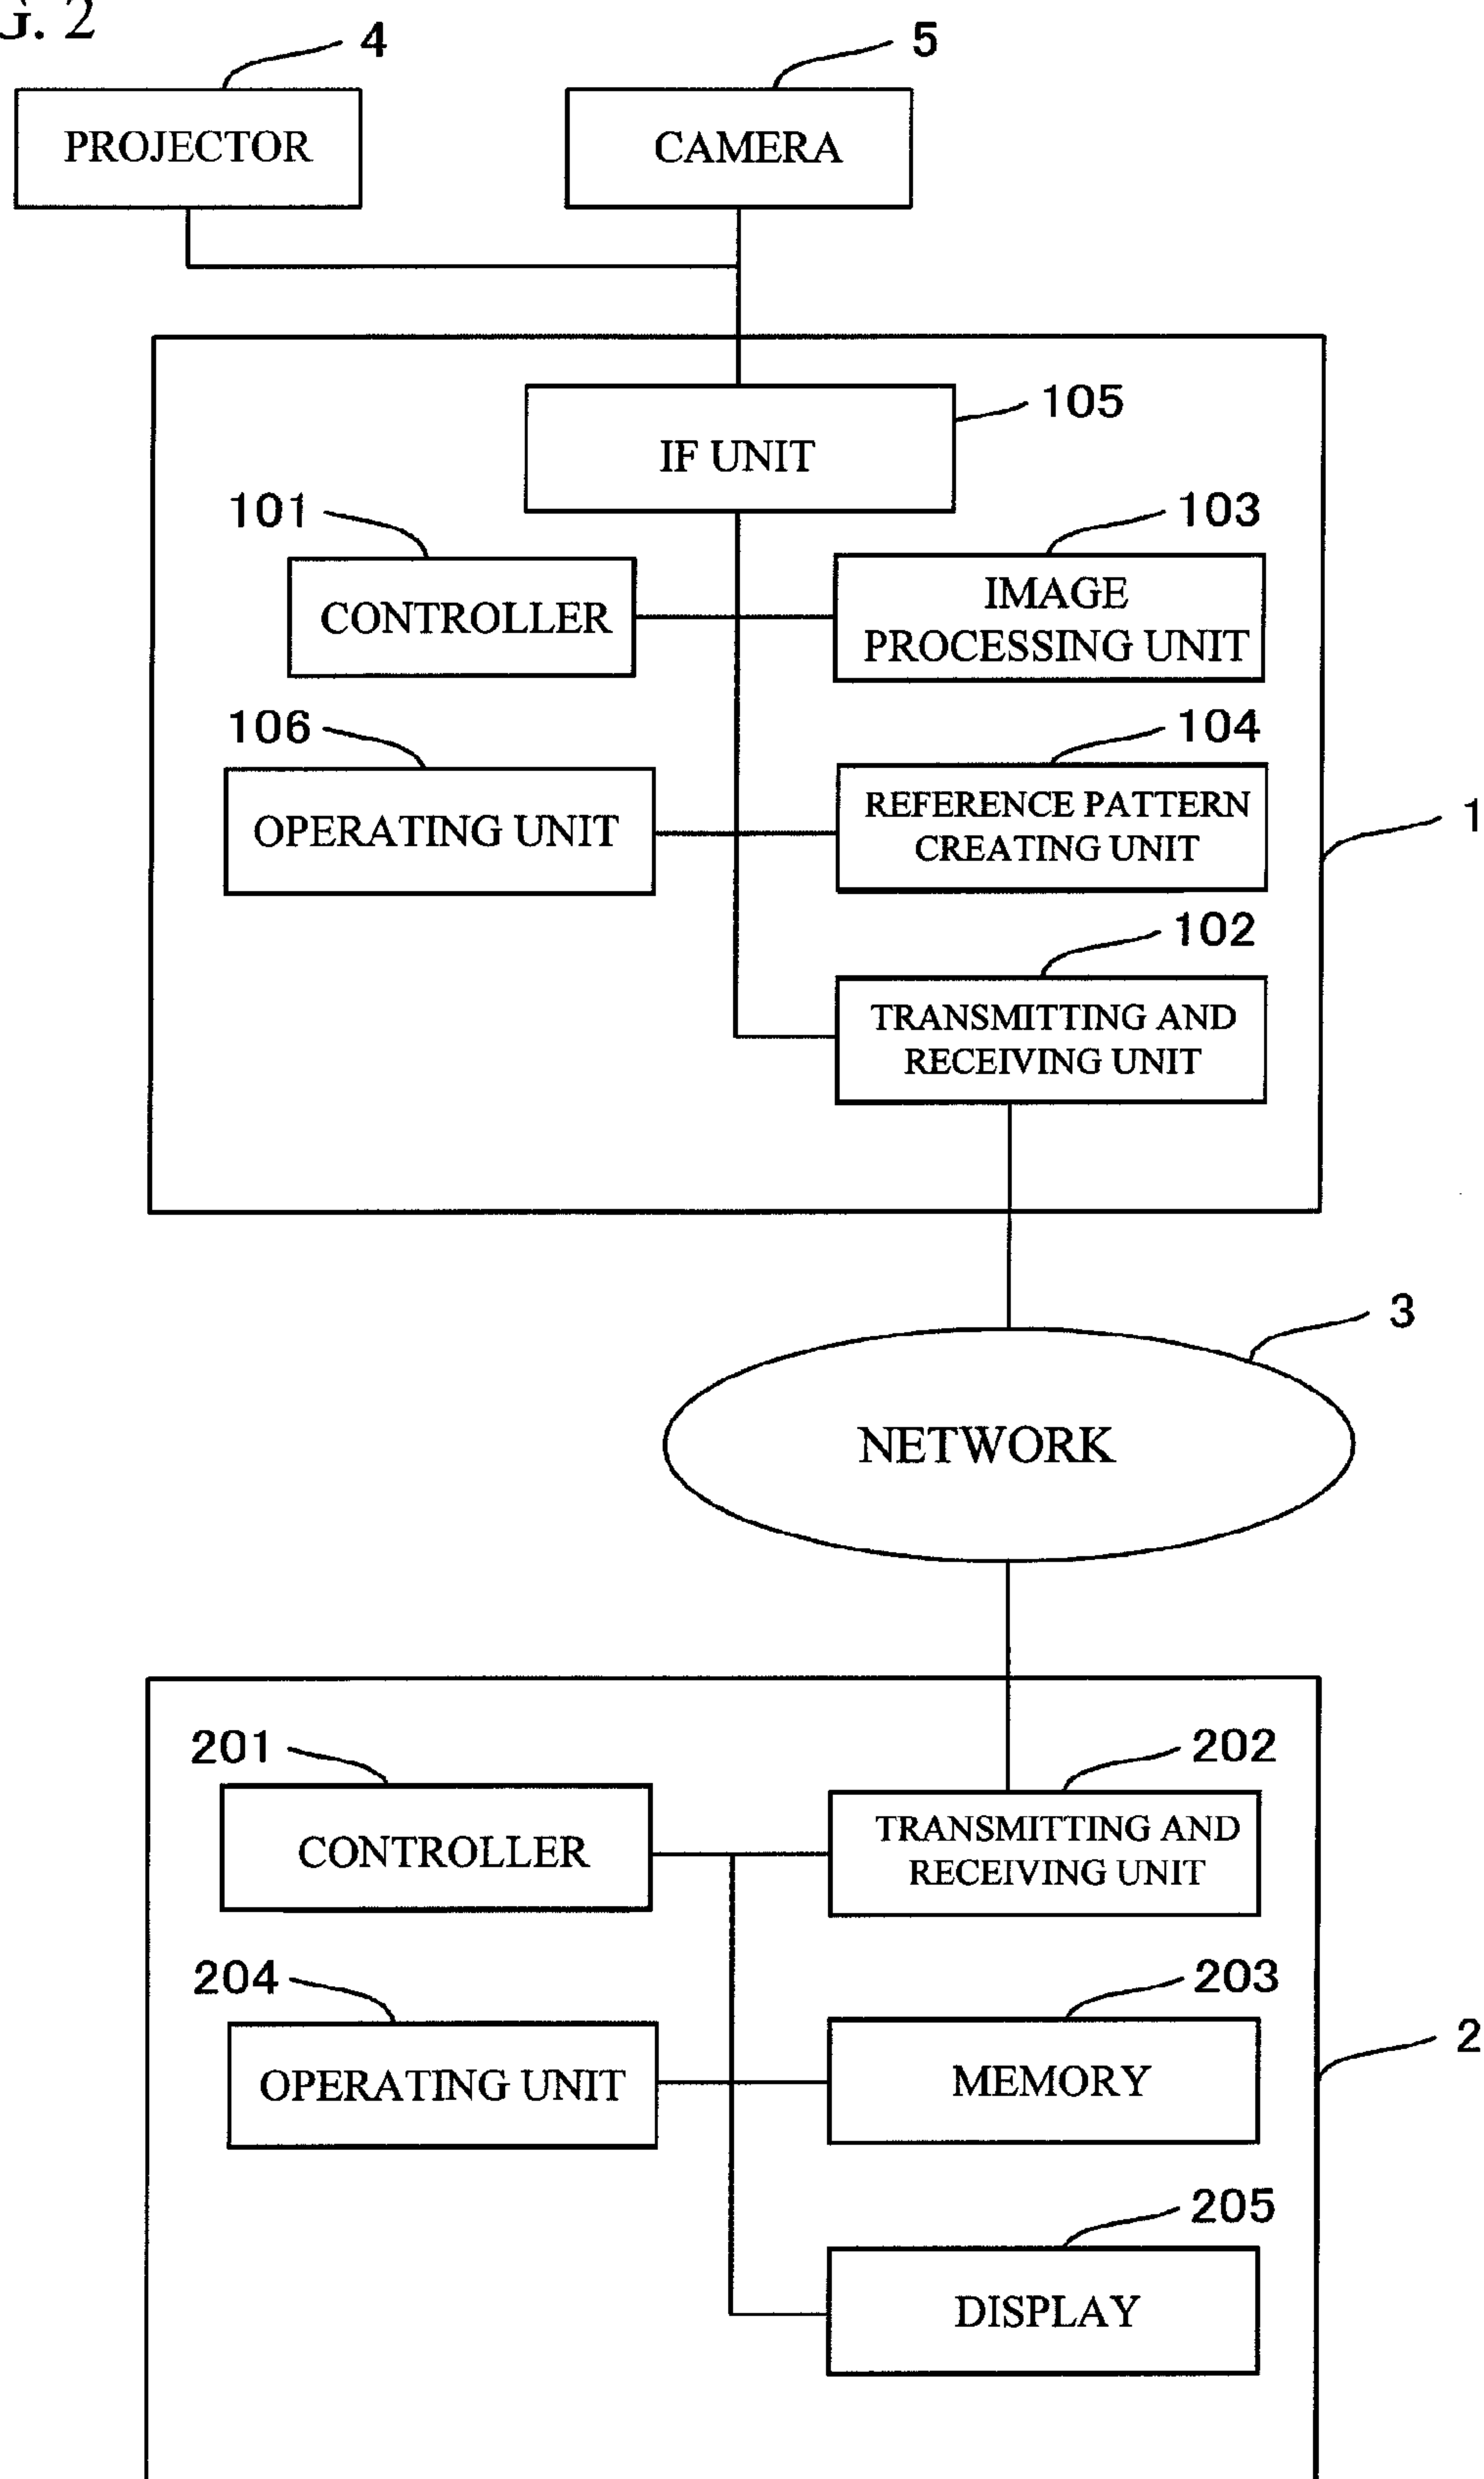 G. 2
4
5
PROJECTOR
CAMERA
105
IF UNIT
101
103
CONTROLLER
IMAGE
PROCESSING UNIT
106
104
OPERATING UNIT
REFERENCE PATTERN
CREATING UNIT
1
102
TRANSMITTING AND
RECEIVING UNIT
3
NETWORK
201
202
CONTROLLER
TRANSMITTING AND
RECEIVING UNIT
204
203
2
OPERATING UNIT
MEMORY
205
DISPLAY